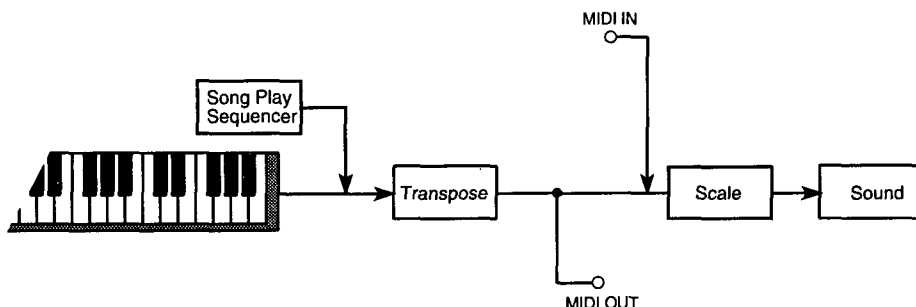 MIDI IN
Song Play
Sequencer
Transpose
Scale
Sound
MIDI OUT